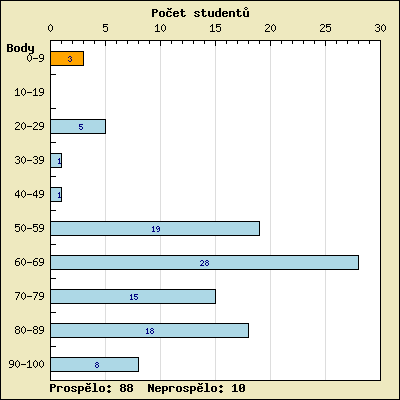 Počet studentů
0 5 10 15 20 25 30
Body
0-9 3
10-19
20-29 5
30-39 1
40-49 1
50-59 19
60-69 28
70-79 15
80-89 18
90-100 8
Prospělo: 88 Neprospělo: 10